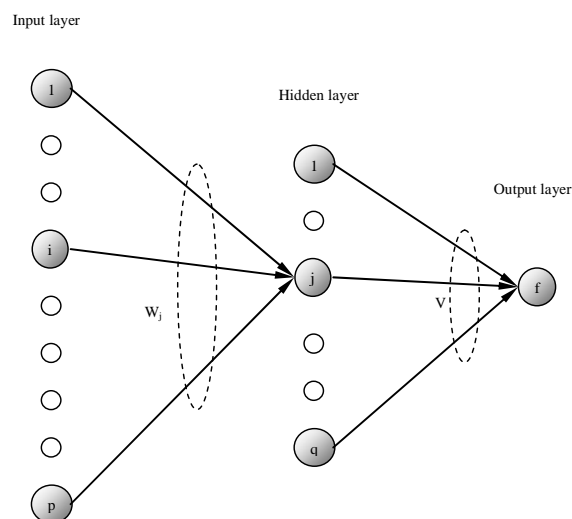 Input layer
Hidden layer
Output layer
1
i
p
W_j
1
j
q
V
f